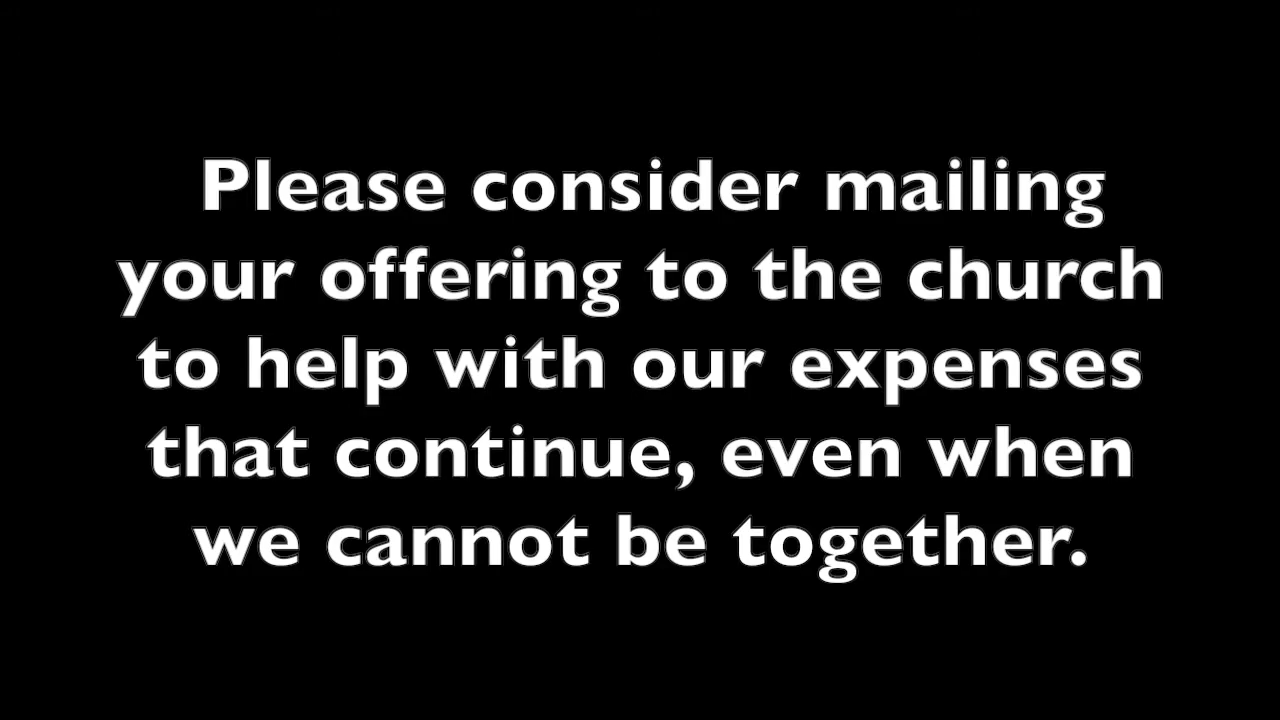 Please consider mailing
your offering to the church
to help with our expenses
that continue, even when
we cannot be together.